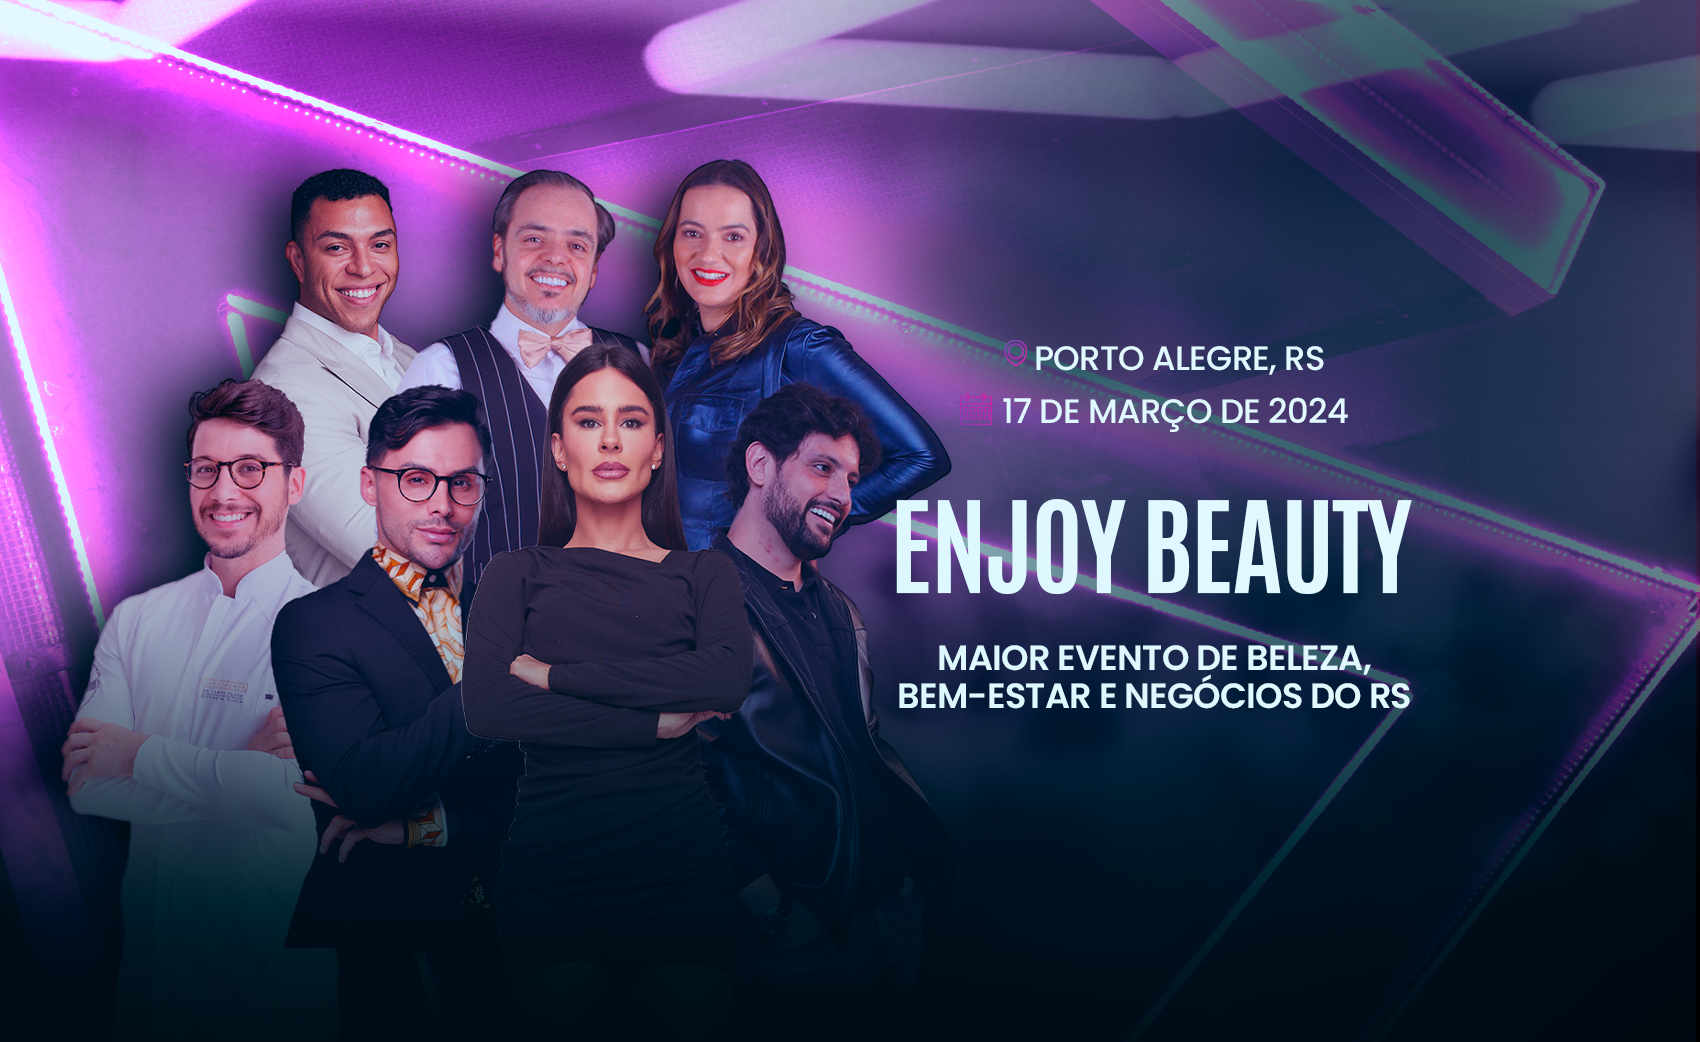 PORTO ALEGRE, RS
17 DE MARÇO DE 2024
ENJOY BEAUTY
MAIOR EVENTO DE BELEZA,
BEM-ESTAR E NEGÓCIOS DO RS